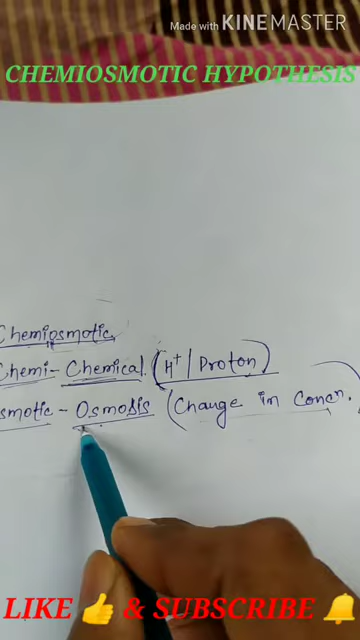 Made with KINEMASTER
CHEMIOSMOTIC HYPOTHESIS
Chemiosmotic
Chemi - Chemical (H+ / Proton)
smotic - Osmosis (Change in Concn.
LIKE 👍 & SUBSCRIBE 🔔